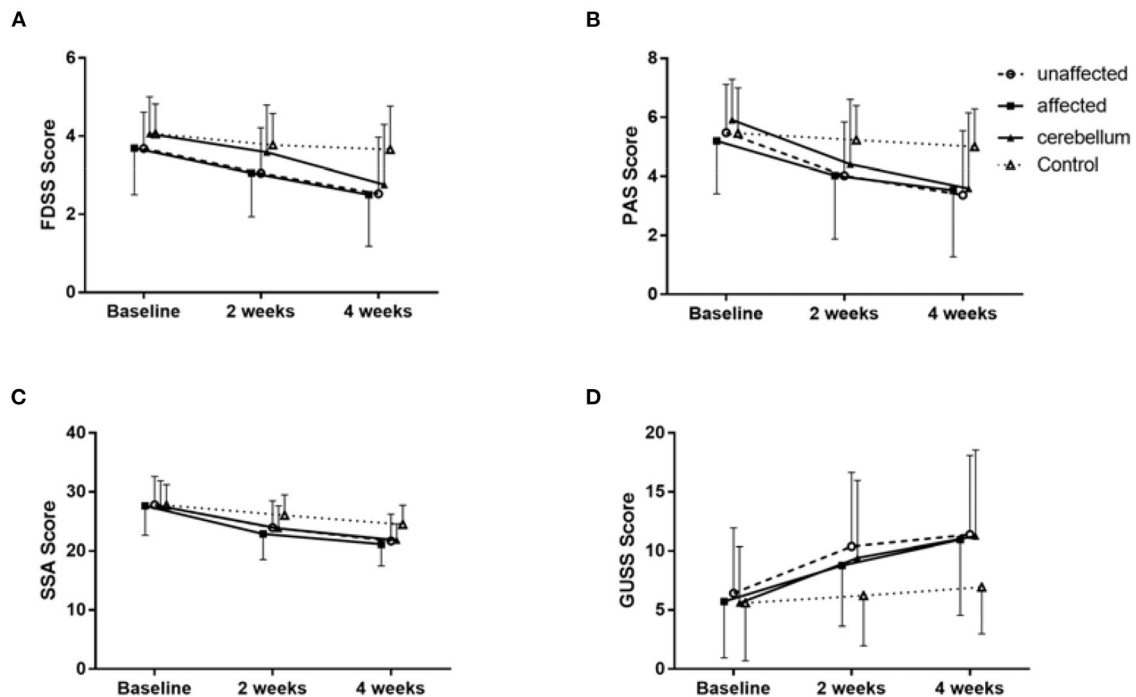 A
FDSS Score
6
4
2
0
Baseline 2 weeks 4 weeks
B
PAS Score
8
6
4
2
0
Baseline 2 weeks 4 weeks
unaffected
affected
cerebellum
Control
C
SSA Score
40
30
20
10
0
Baseline 2 weeks 4 weeks
D
GUSS Score
20
15
10
5
0
Baseline 2 weeks 4 weeks